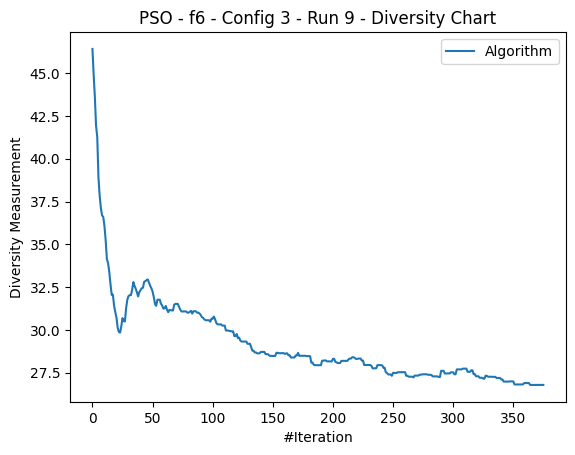 PSO - f6 - Config 3 - Run 9 - Diversity Chart
Algorithm
Diversity Measurement
45.0
42.5
40.0
37.5
35.0
32.5
30.0
27.5
0 50 100 150 200 250 300 350
#Iteration